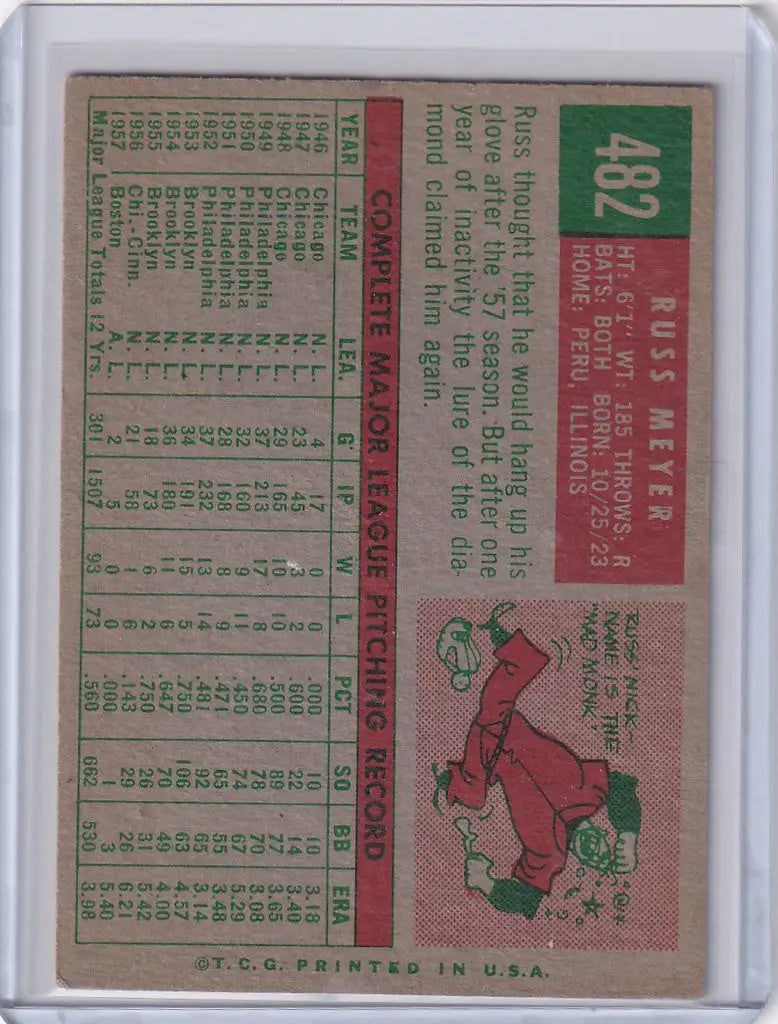 482
RUSS MEYER
HT: 6'1" WT: 185 THROWS: R
BATS: BOTH BORN: 10/25/23
HOME: PERU, ILLINOIS
Russ thought that he would hang up his
glove after the '57 season. But after one
year of inactivity the lure of the dia-
mond claimed him again.
RUSS' NICK-
NAME IS THE
"MAD MONK"
COMPLETE MAJOR LEAGUE PITCHING RECORD
YEAR TEAM LEA. G IP W L PCT SO BB ERA
1946 Chicago N. L. 4 17 0 0 .000 10 10 3.18
1947 Chicago N. L. 23 45 3 2 .600 22 14 3.40
1948 Chicago N. L. 29 165 10 10 .500 89 77 3.65
1949 Philadelphia N. L. 37 213 17 8 .680 78 70 3.08
1950 Philadelphia N. L. 32 160 9 11 .450 74 67 5.29
1951 Philadelphia N. L. 28 168 8 9 .471 65 55 3.48
1952 Philadelphia N. L. 37 232 13 14 .481 92 65 3.14
1953 Brooklyn N. L. 34 191 15 5 .750 106 63 4.57
1954 Brooklyn N. L. 36 180 11 6 .647 70 49 4.00
1955 Brooklyn N. L. 18 73 6 2 .750 26 31 5.42
1956 Chi.-Cinn. N. L. 21 58 1 6 .143 29 26 6.21
1957 Boston A. L. 2 5 0 0 .000 1 3 5.40
Major League Totals 12 Yrs. 301 1507 93 73 .560 662 530 3.98
©T. C. G. PRINTED IN U.S.A.